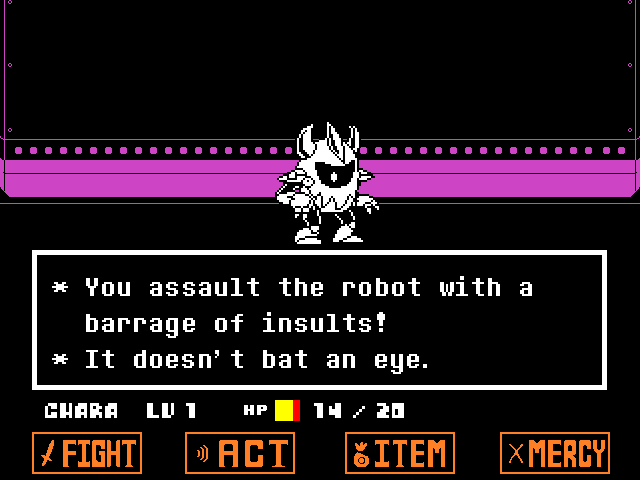 * You assault the robot with a
barrage of insults!
* It doesn't bat an eye.
CHARA LV 1 HP 14 / 20
FIGHT ACT ITEM MERCY